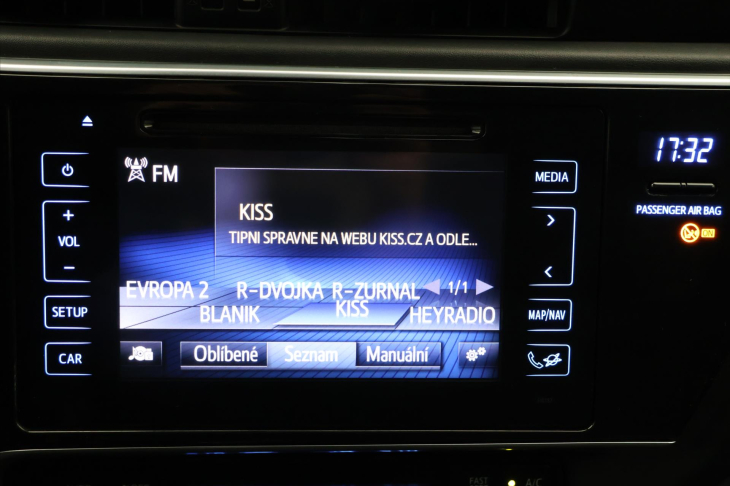 FM
MEDIA
17:32
KISS
TIPNI SPRAVNE NA WEBU KISS.CZ A ODLE...
+
VOL
-
PASSENGER AIR BAG
ON
EVROPA 2 R-DVOJKA R-ZURNAL 1/1
BLANIK KISS HEYRADIO
SETUP
MAP/NAV
CAR
Oblíbené Seznam Manuální
FAST A/C